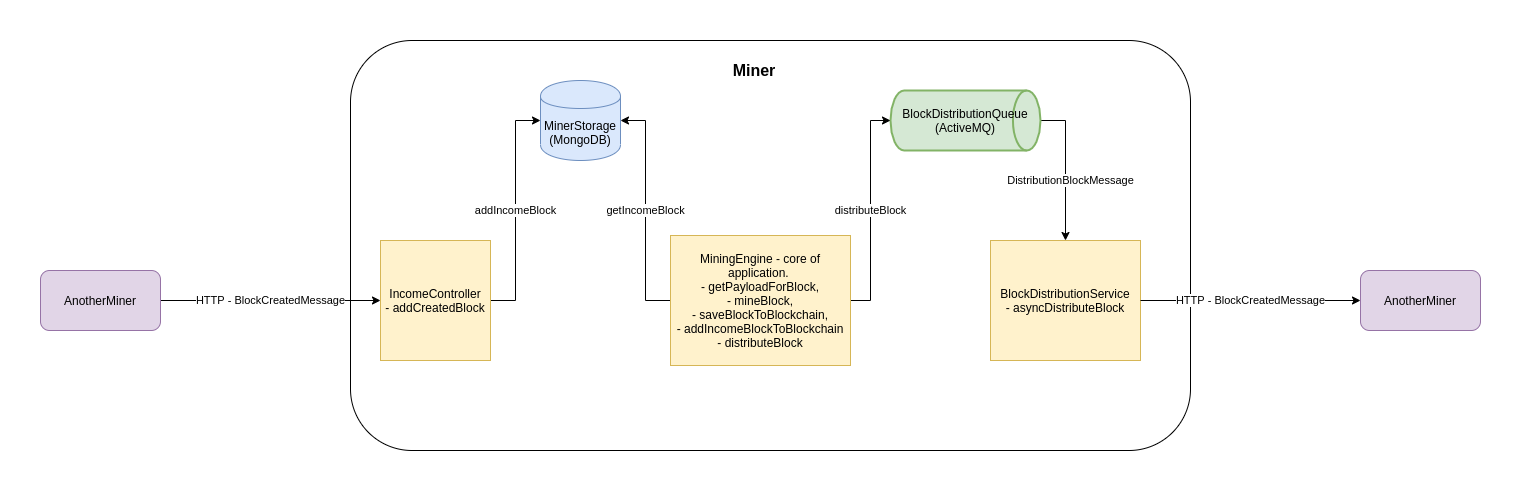 Miner
MinerStorage
(MongoDB)
BlockDistributionQueue
(ActiveMQ)
DistributionBlockMessage
addIncomeBlock
getIncomeBlock
distributeBlock
AnotherMiner
HTTP - BlockCreatedMessage
IncomeController
- addCreatedBlock
MiningEngine - core of
application.
- getPayloadForBlock,
- mineBlock,
- saveBlockToBlockchain,
- addIncomeBlockToBlockchain
- distributeBlock
BlockDistributionService
- asyncDistributeBlock
HTTP - BlockCreatedMessage
AnotherMiner